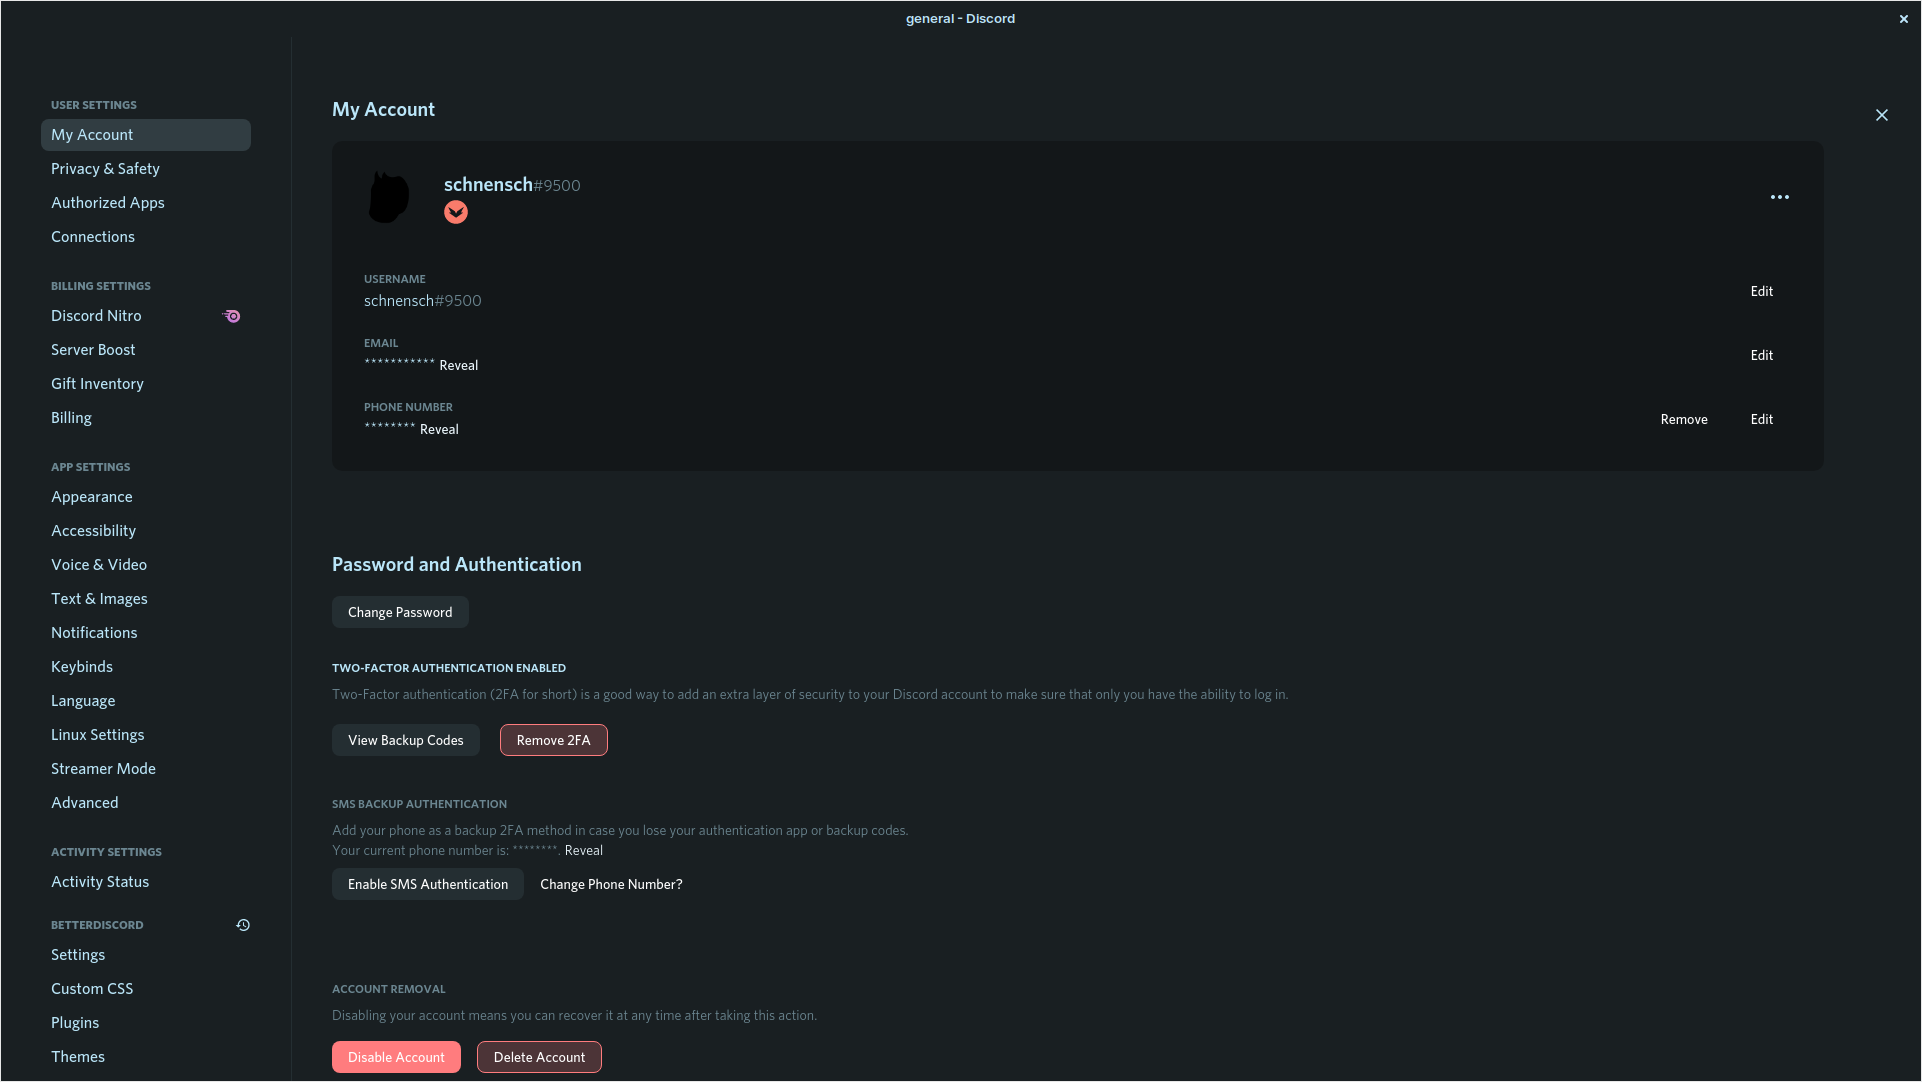 general - Discord
USER SETTINGS
My Account
Privacy & Safety
Authorized Apps
Connections
BILLING SETTINGS
Discord Nitro
Server Boost
Gift Inventory
Billing
APP SETTINGS
Appearance
Accessibility
Voice & Video
Text & Images
Notifications
Keybinds
Language
Linux Settings
Streamer Mode
Advanced
ACTIVITY SETTINGS
Activity Status
BETTERDISCORD
Settings
Custom CSS
Plugins
Themes
My Account
schnensch#9500
USERNAME
schnensch#9500
Edit
EMAIL
*********** Reveal
Edit
PHONE NUMBER
******** Reveal
Remove
Edit
Password and Authentication
Change Password
TWO-FACTOR AUTHENTICATION ENABLED
Two-Factor authentication (2FA for short) is a good way to add an extra layer of security to your Discord account to make sure that only you have the ability to log in.
View Backup Codes
Remove 2FA
SMS BACKUP AUTHENTICATION
Add your phone as a backup 2FA method in case you lose your authentication app or backup codes.
Your current phone number is: ********. Reveal
Enable SMS Authentication
Change Phone Number?
ACCOUNT REMOVAL
Disabling your account means you can recover it at any time after taking this action.
Disable Account
Delete Account